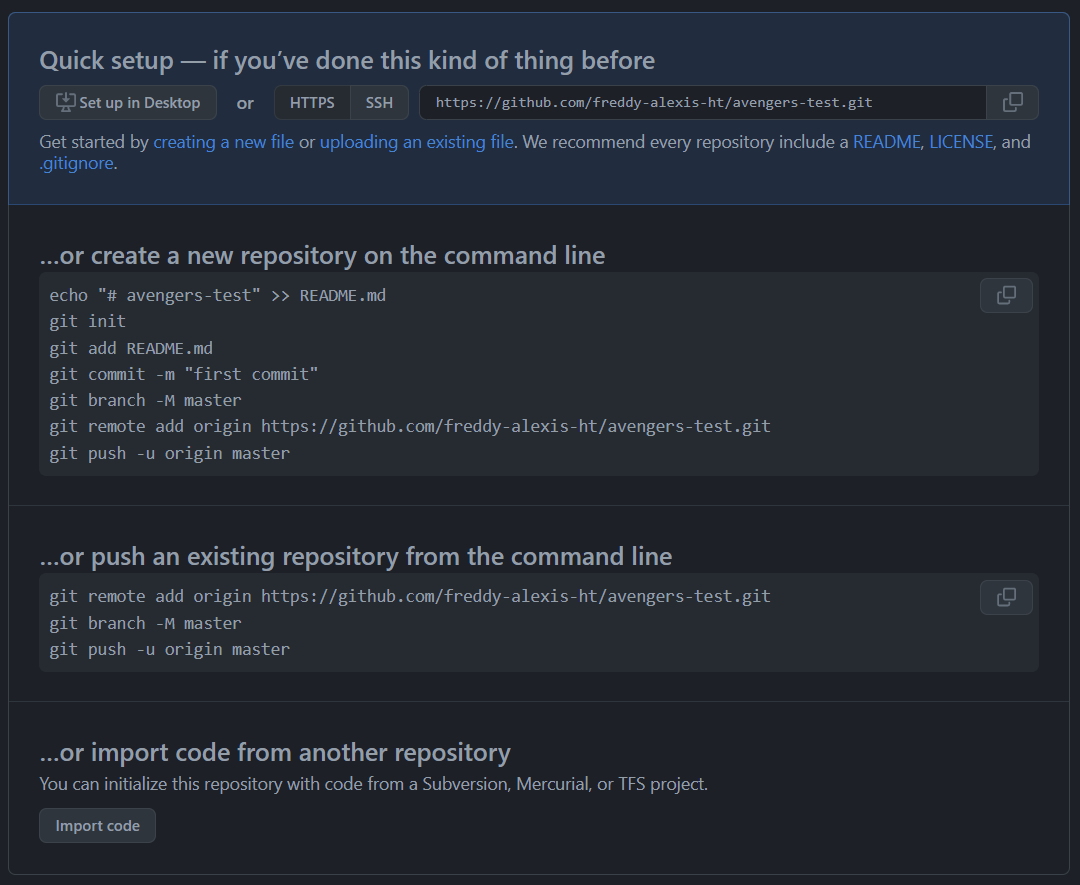 Quick setup — if you’ve done this kind of thing before
Set up in Desktop or HTTPS SSH https://github.com/freddy-alexis-ht/avengers-test.git
Get started by creating a new file or uploading an existing file. We recommend every repository include a README, LICENSE, and
.gitignore.
…or create a new repository on the command line
echo "# avengers-test" >> README.md
git init
git add README.md
git commit -m "first commit"
git branch -M master
git remote add origin https://github.com/freddy-alexis-ht/avengers-test.git
git push -u origin master
…or push an existing repository from the command line
git remote add origin https://github.com/freddy-alexis-ht/avengers-test.git
git branch -M master
git push -u origin master
…or import code from another repository
You can initialize this repository with code from a Subversion, Mercurial, or TFS project.
Import code